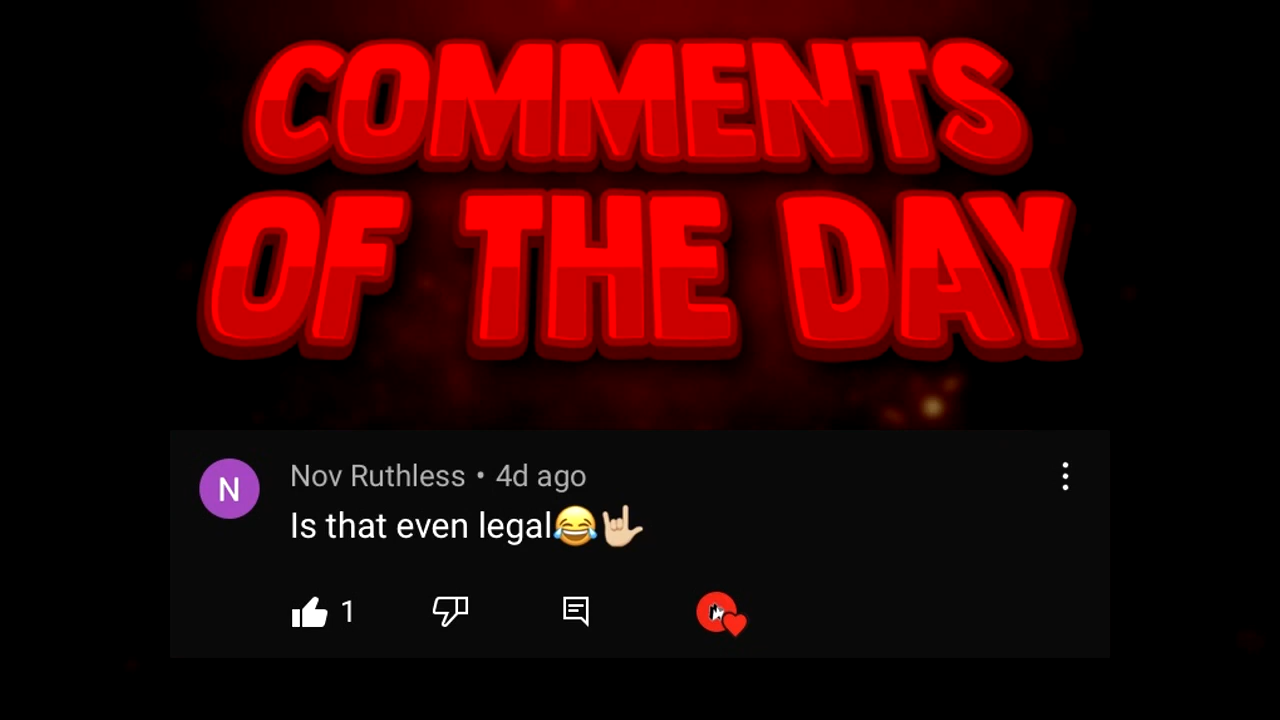 COMMENTS
OF THE DAY
N
Nov Ruthless • 4d ago
Is that even legal😂🤟🏼
1